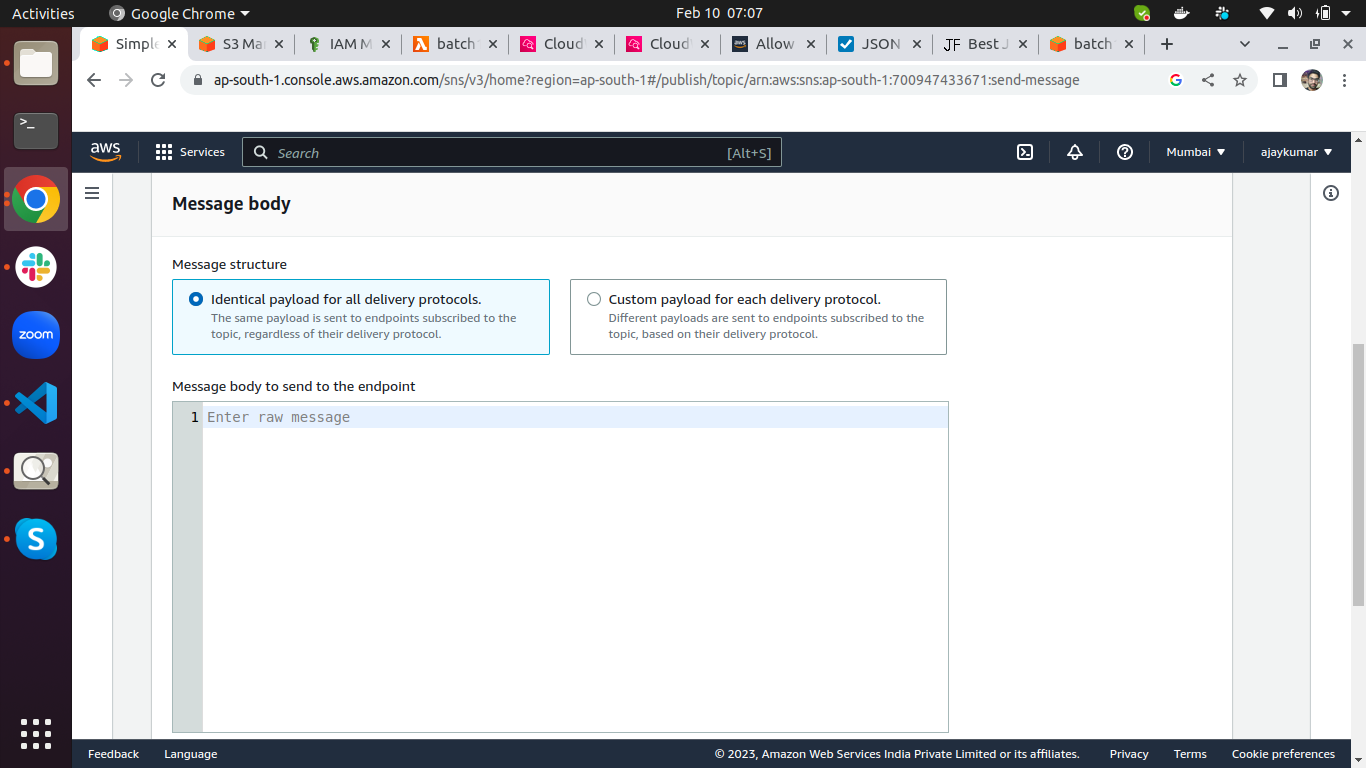 Activities
Google Chrome
Feb 10 07:07
Simple
S3 Ma
IAM M
batch
Cloud
Cloud
Allow
JSON
JF Best J
batch
ap-south-1.console.aws.amazon.com/sns/v3/home?region=ap-south-1#/publish/topic/arn:aws:sns:ap-south-1:700947433671:send-message
aws
Services
Search
[Alt+S]
Mumbai
ajaykumar
Message body
Message structure
Identical payload for all delivery protocols.
The same payload is sent to endpoints subscribed to the
topic, regardless of their delivery protocol.
Custom payload for each delivery protocol.
Different payloads are sent to endpoints subscribed to the
topic, based on their delivery protocol.
Message body to send to the endpoint
1 Enter raw message
zoom
Feedback
Language
© 2023, Amazon Web Services India Private Limited or its affiliates.
Privacy
Terms
Cookie preferences